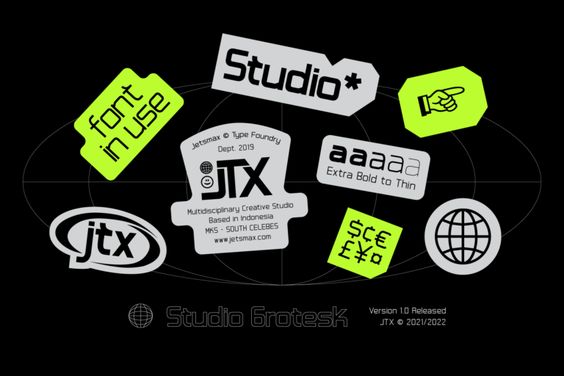 Studio*
font
in use
Jetsmax © Type Foundry
Dept. 2019
JTX
Multidisciplinary Creative Studio
Based in Indonesia
MKS - SOUTH CELEBES
www.jetsmax.com
aaaaa
Extra Bold to Thin
jtx
$¢€
£¥¤
Studio Grotesk
Version 1.0 Released
JTX © 2021/2022